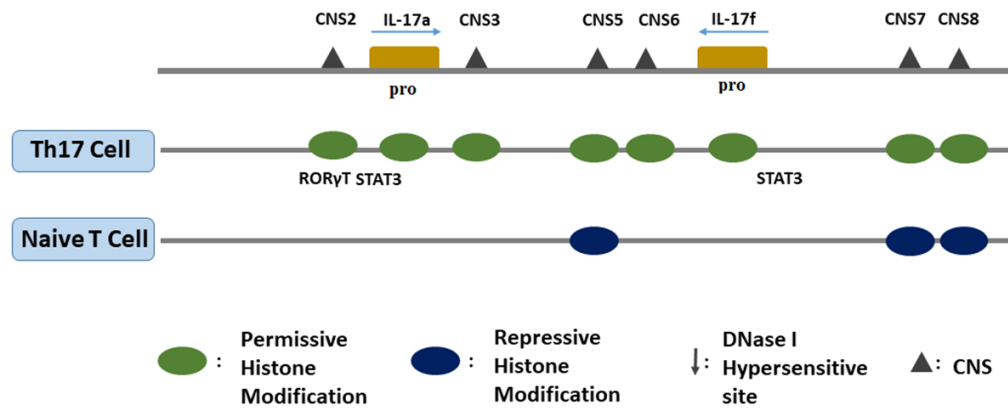 CNS2 IL-17a CNS3 CNS5 CNS6 IL-17f CNS7 CNS8
pro pro
Th17 Cell
RORγT STAT3 STAT3
Naive T Cell
: Permissive
Histone
Modification
: Repressive
Histone
Modification
: DNase I
Hypersensitive
site
: CNS